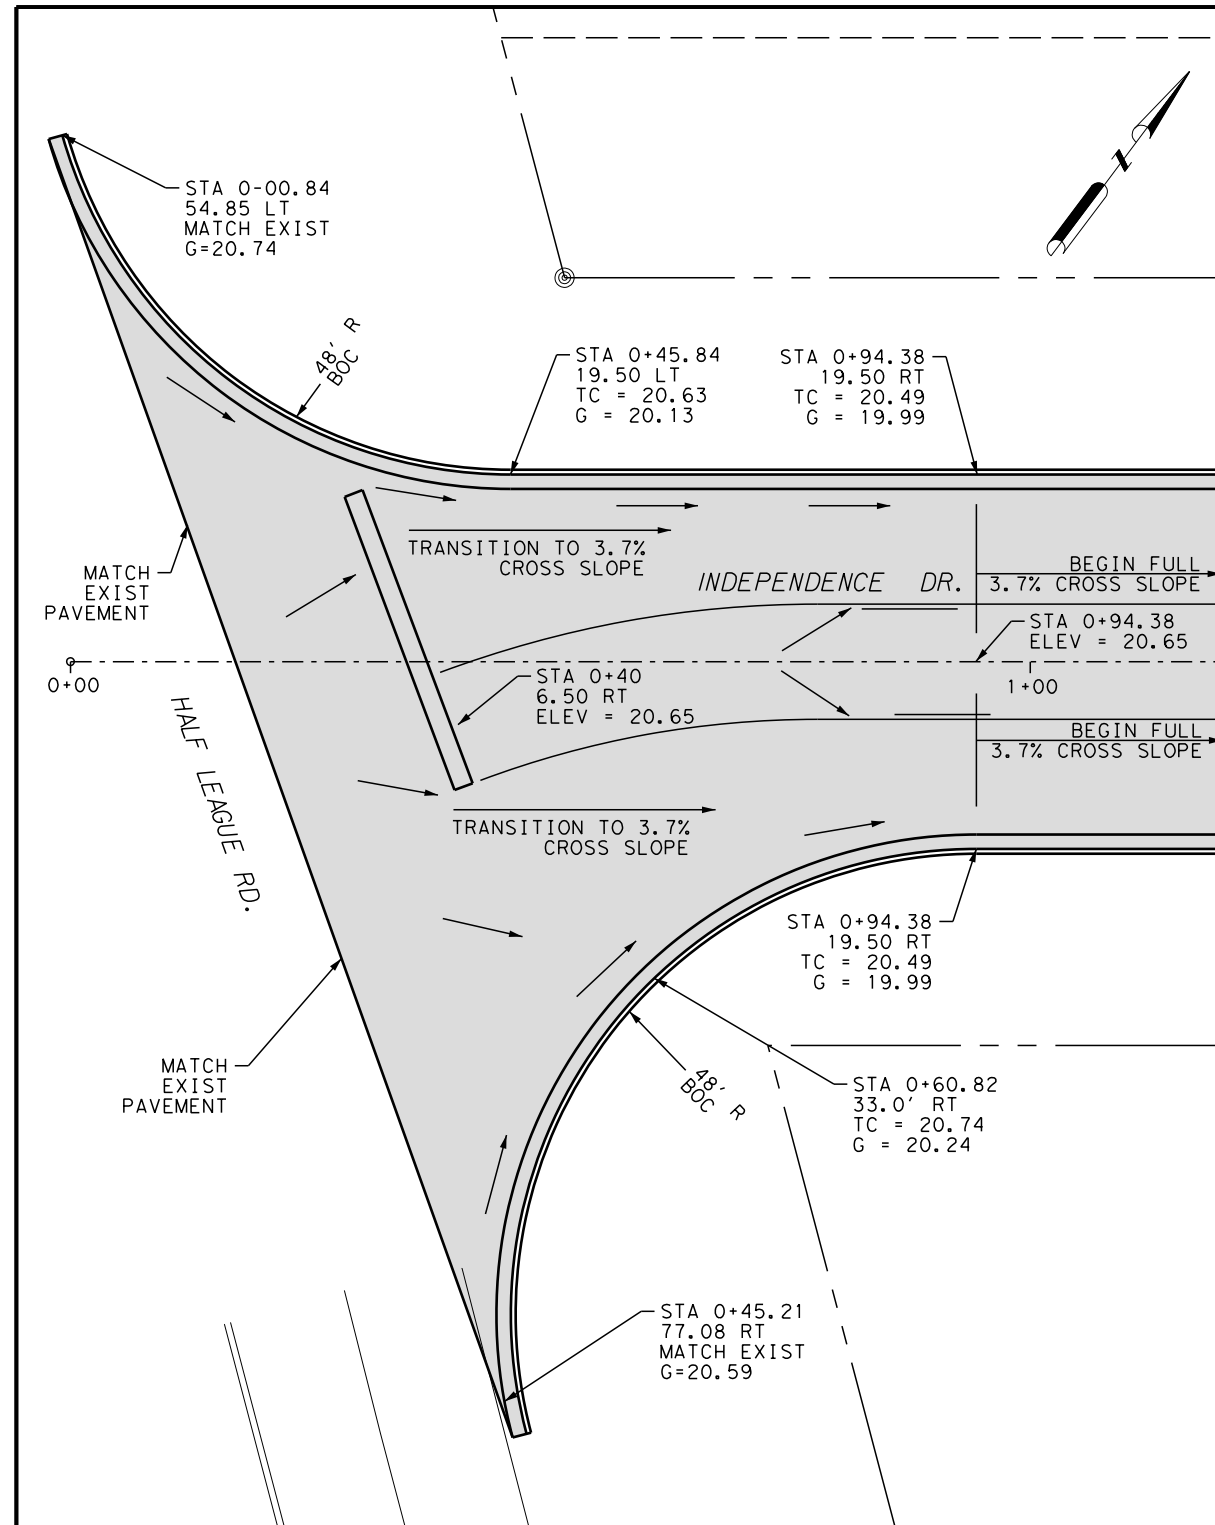 STA 0-00.84
54.85 LT
MATCH EXIST
G=20.74
N
48' R
BOC
STA 0+45.84
19.50 LT
TC = 20.63
G = 20.13
STA 0+94.38
19.50 RT
TC = 20.49
G = 19.99
MATCH
EXIST
PAVEMENT
TRANSITION TO 3.7%
CROSS SLOPE
INDEPENDENCE DR.
BEGIN FULL
3.7% CROSS SLOPE
STA 0+94.38
ELEV = 20.65
0+00
1+00
STA 0+40
6.50 RT
ELEV = 20.65
HALF LEAGUE RD.
BEGIN FULL
3.7% CROSS SLOPE
TRANSITION TO 3.7%
CROSS SLOPE
STA 0+94.38
19.50 RT
TC = 20.49
G = 19.99
MATCH
EXIST
PAVEMENT
48' R
BOC
STA 0+60.82
33.0' RT
TC = 20.74
G = 20.24
STA 0+45.21
77.08 RT
MATCH EXIST
G=20.59